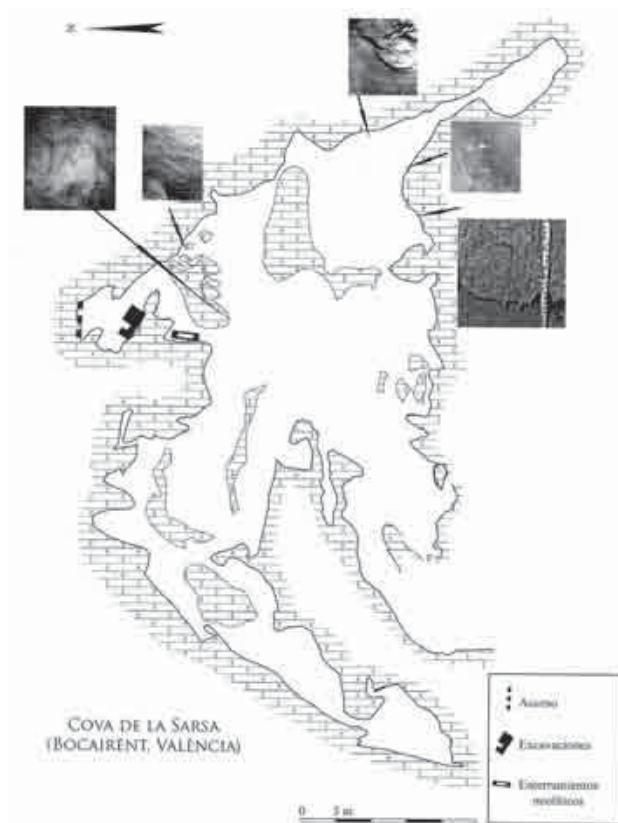 N
COVA DE LA SARSA
(BOCAIRENT, VALÈNCIA)
Acceso
Excavaciones
Enterramientos
neolíticos
0 5 m.